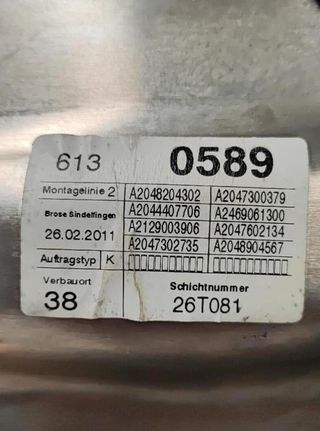 613 0589
Montagelinie 2 A2048204302 A2047300379
Brose Sindelfingen A2044407706 A2469061300
26.02.2011 A2129003906 A2047602134
A2047302735 A2048904567
Auftragstyp K
Verbauort Schichtnummer
38 26T081